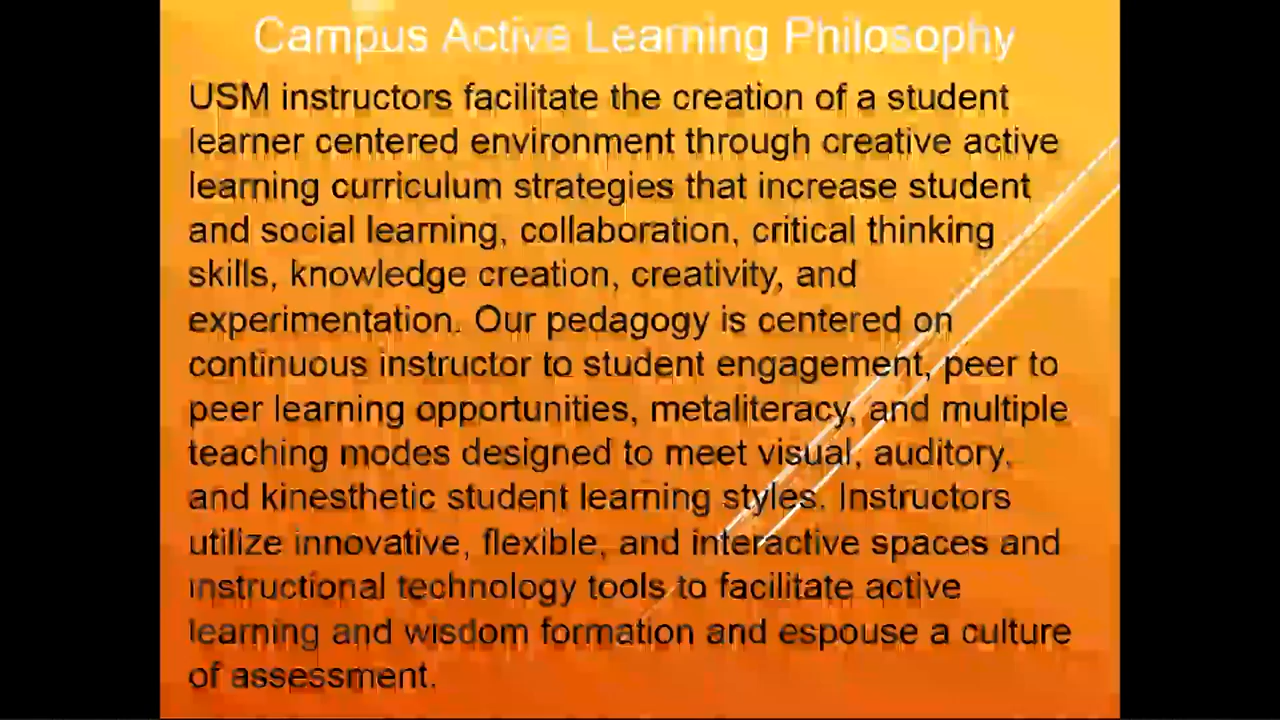 Campus Active Learning Philosophy
USM instructors facilitate the creation of a student
learner centered environment through creative active
learning curriculum strategies that increase student
and social learning, collaboration, critical thinking
skills, knowledge creation, creativity, and
experimentation. Our pedagogy is centered on
continuous instructor to student engagement, peer to
peer learning opportunities, metaliteracy, and multiple
teaching modes designed to meet visual, auditory,
and kinesthetic student learning styles. Instructors
utilize innovative, flexible, and interactive spaces and
instructional technology tools to facilitate active
learning and wisdom formation and espouse a culture
of assessment.